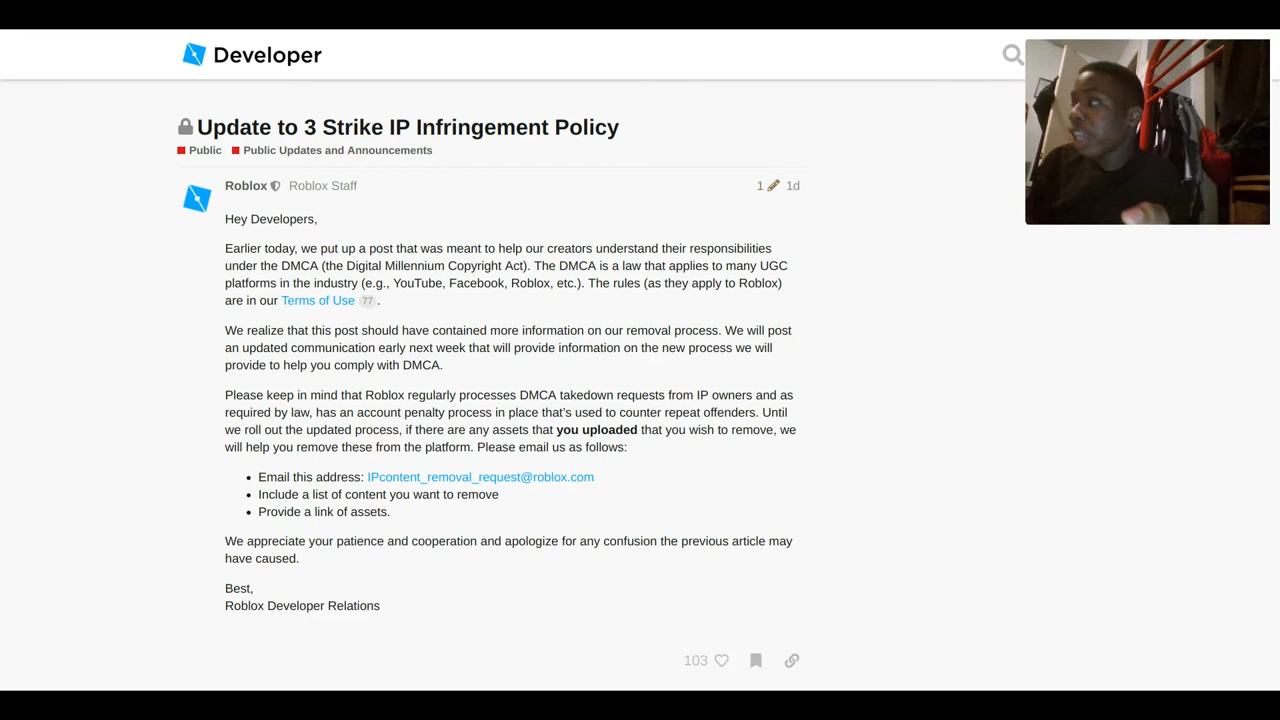 Developer
Update to 3 Strike IP Infringement Policy
Public Public Updates and Announcements
Roblox Roblox Staff 1 1d
Hey Developers,
Earlier today, we put up a post that was meant to help our creators understand their responsibilities
under the DMCA (the Digital Millennium Copyright Act). The DMCA is a law that applies to many UGC
platforms in the industry (e.g., YouTube, Facebook, Roblox, etc.). The rules (as they apply to Roblox)
are in our Terms of Use 77 .
We realize that this post should have contained more information on our removal process. We will post
an updated communication early next week that will provide information on the new process we will
provide to help you comply with DMCA.
Please keep in mind that Roblox regularly processes DMCA takedown requests from IP owners and as
required by law, has an account penalty process in place that’s used to counter repeat offenders. Until
we roll out the updated process, if there are any assets that you uploaded that you wish to remove, we
will help you remove these from the platform. Please email us as follows:
• Email this address: IPcontent_removal_request@roblox.com
• Include a list of content you want to remove
• Provide a link of assets.
We appreciate your patience and cooperation and apologize for any confusion the previous article may
have caused.
Best,
Roblox Developer Relations
103